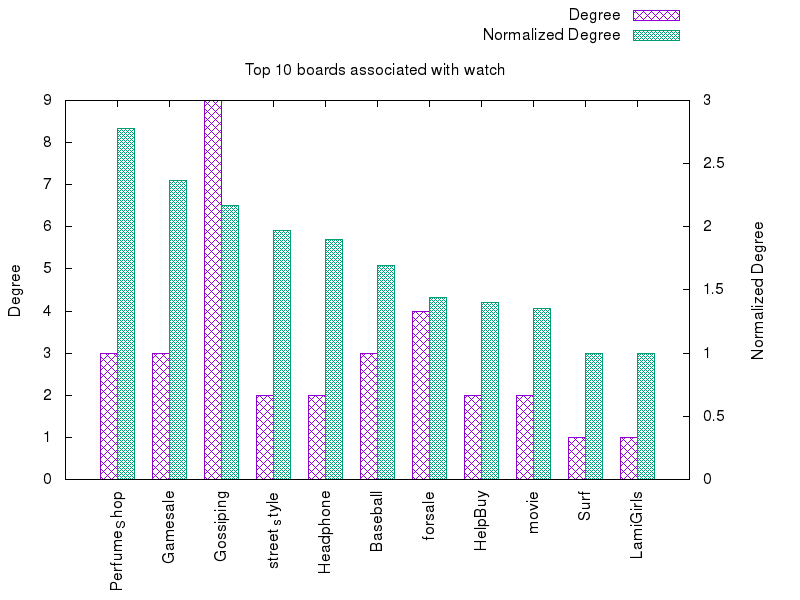 Degree
Normalized Degree
Top 10 boards associated with watch
9
8
7
6
5
4
3
2
1
0
3
2.5
2
1.5
1
0.5
0
Degree
Normalized Degree
PerfumeShop
Gamesale
Gossiping
streetstyle
Headphone
Baseball
forsale
HelpBuy
movie
Surf
LamiGirls